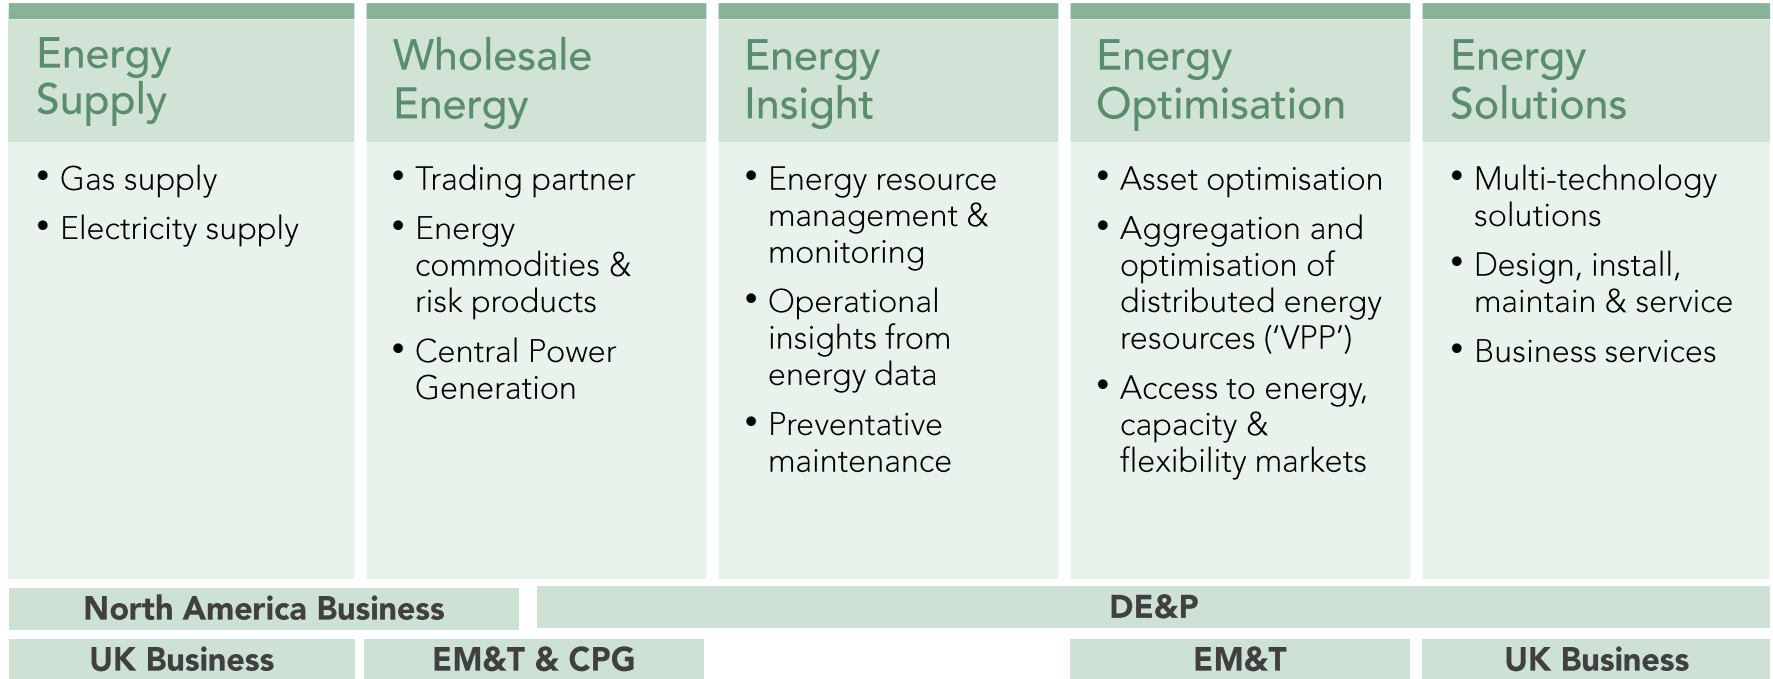 Energy
Supply
• Gas supply
• Electricity supply
Wholesale
Energy
• Trading partner
• Energy
commodities &
risk products
• Central Power
Generation
Energy
Insight
• Energy resource
management &
monitoring
• Operational
insights from
energy data
• Preventative
maintenance
Energy
Optimisation
• Asset optimisation
• Aggregation and
optimisation of
distributed energy
resources (‘VPP’)
• Access to energy,
capacity &
flexibility markets
Energy
Solutions
• Multi-technology
solutions
• Design, install,
maintain & service
• Business services
North America Business
DE&P
UK Business
EM&T & CPG
EM&T
UK Business